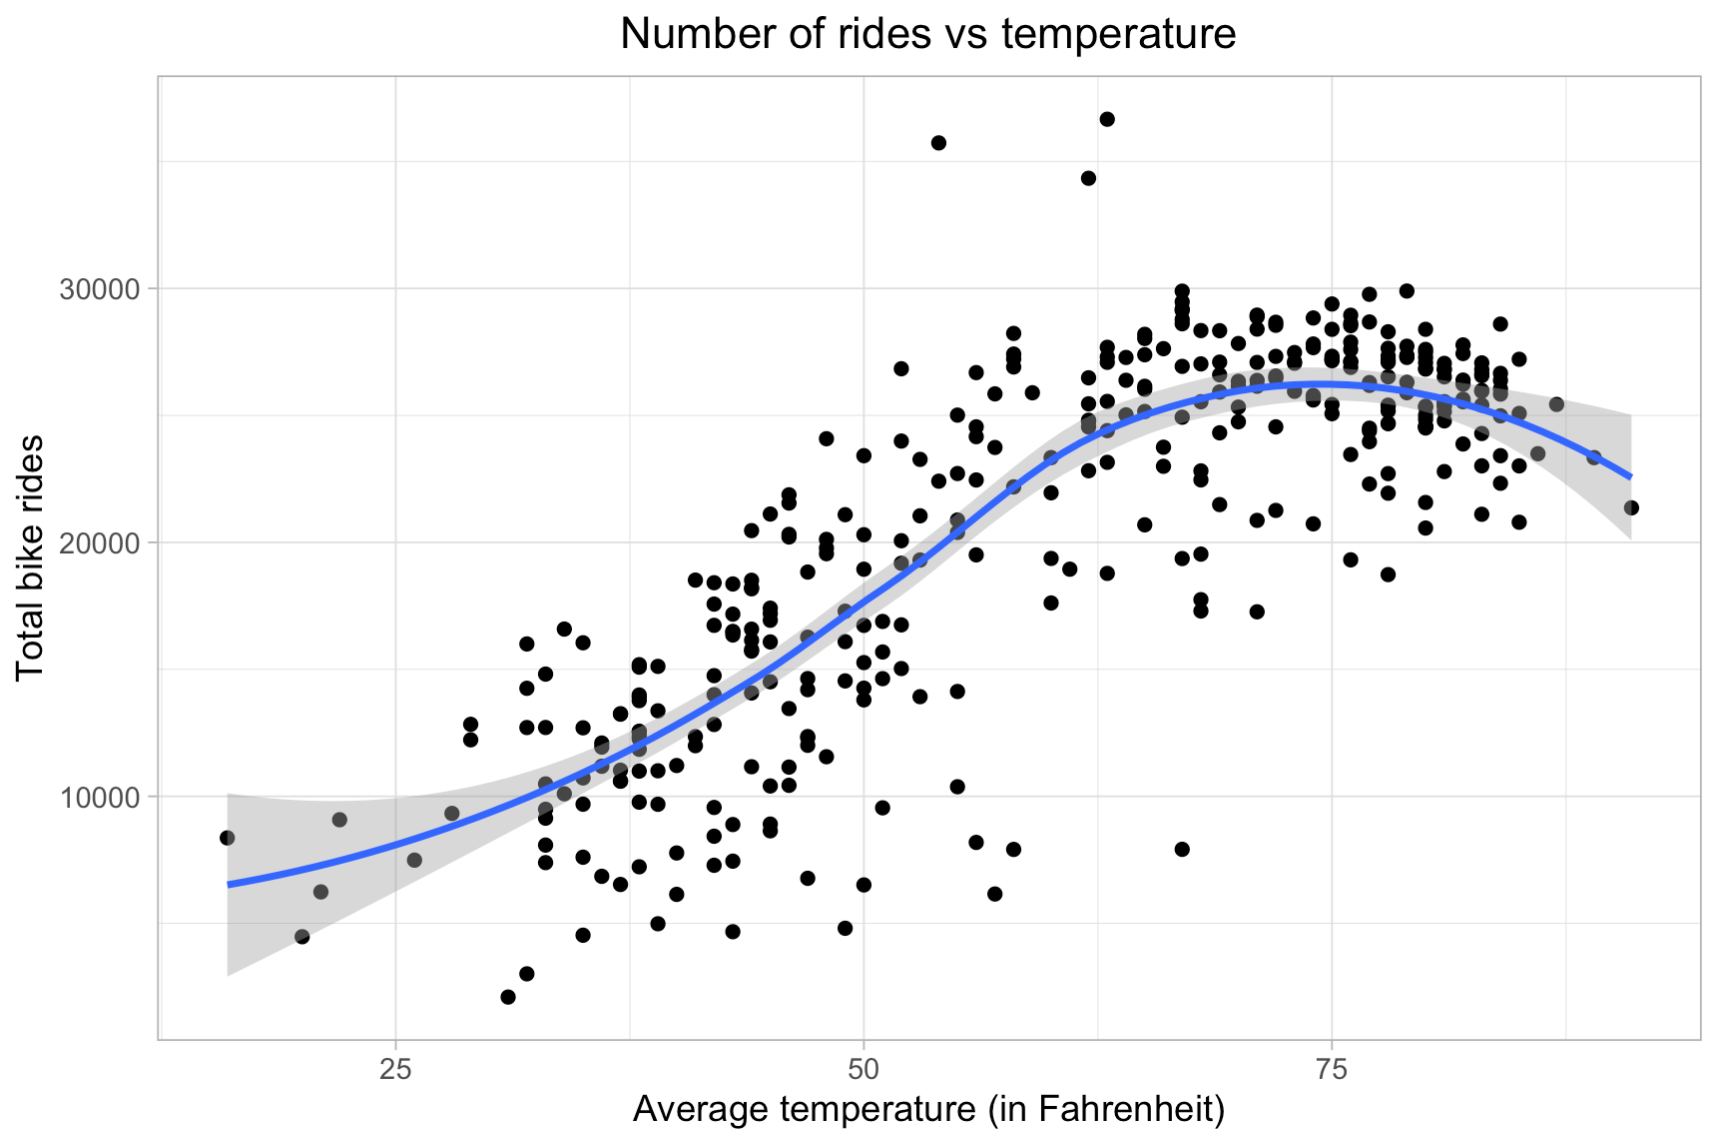 Number of rides vs temperature
30000
20000
10000
Total bike rides
25
50
75
Average temperature (in Fahrenheit)